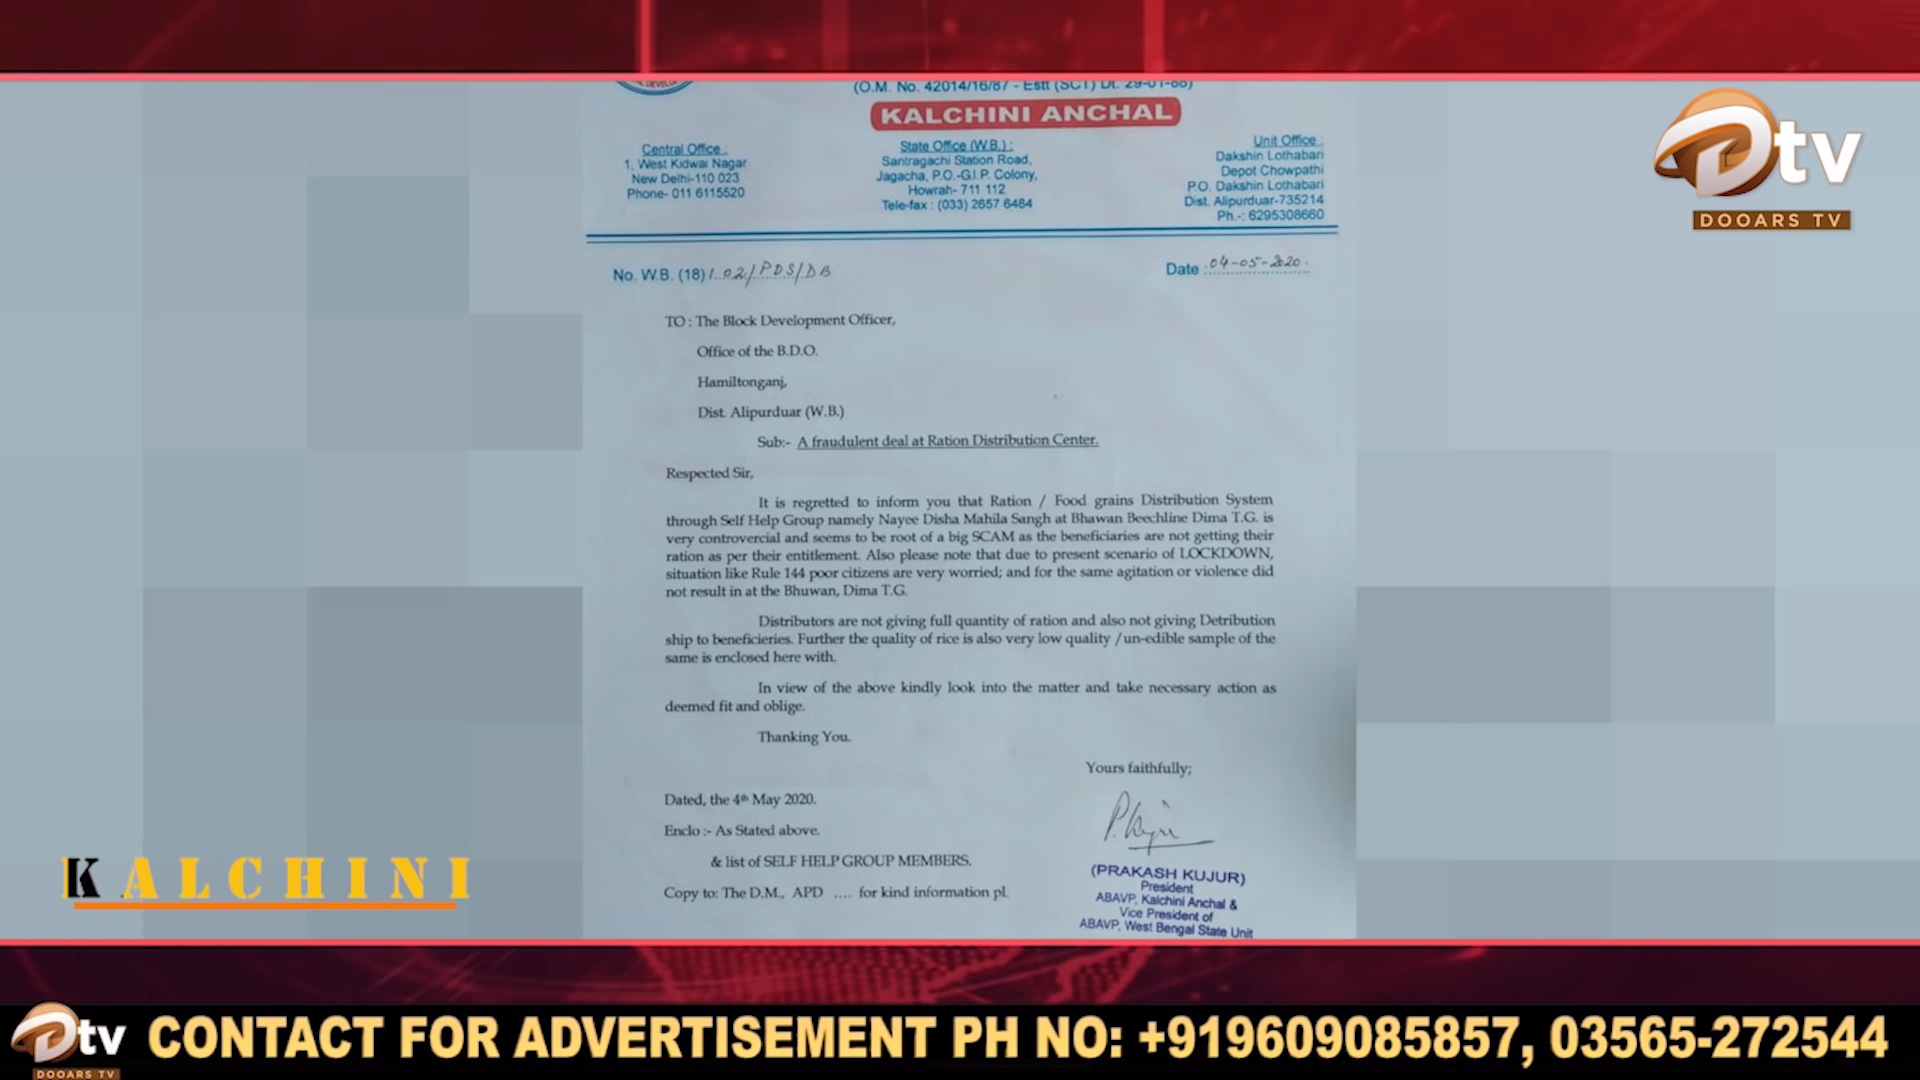 (O.M. No. 42014/16/87 - Estt (SCT) Dt. 29-01-88)
KALCHINI ANCHAL
Central Office :
1, West Kidwai Nagar
New Delhi-110 023
Phone- 011 6115520
State Office (W.B.) :
Santragachi Station Road,
Jagacha, P.O.-G.I.P. Colony,
Howrah- 711 112
Tele-fax : (033) 2657 6484
Unit Office :
Dakshin Lothabari
Depot Chowpathi
P.O. Dakshin Lothabari
Dist. Alipurduar-735214
Ph.-: 6295308660
Dtv
DOOARS TV
No. W.B. (18) / 02/PDS/DB
Date 04-05-2020.
TO : The Block Development Officer,
Office of the B.D.O.
Hamiltonganj,
Dist. Alipurduar (W.B.)
Sub:- A fraudulent deal at Ration Distribution Center.
Respected Sir,
It is regretted to inform you that Ration / Food grains Distribution System
through Self Help Group namely Nayee Disha Mahila Sangh at Bhawan Beechline Dima T.G. is
very controvercial and seems to be root of a big SCAM as the beneficiaries are not getting their
ration as per their entitlement. Also please note that due to present scenario of LOCKDOWN,
situation like Rule 144 poor citizens are very worried; and for the same agitation or violence did
not result in at the Bhuwan, Dima T.G.
Distributors are not giving full quantity of ration and also not giving Detribution
ship to beneficieries. Further the quality of rice is also very low quality /un-edible sample of the
same is enclosed here with.
In view of the above kindly look into the matter and take necessary action as
deemed fit and oblige.
Thanking You.
Yours faithfully;
Dated, the 4th May 2020.
Enclo :- As Stated above.
& list of SELF HELP GROUP MEMBERS.
Copy to: The D.M., APD .... for kind information pl.
P. Kujur
(PRAKASH KUJUR)
President
ABAVP, Kalchini Anchal &
Vice President of
ABAVP, West Bengal State Unit
KALCHINI
Dtv
DOOARS TV
CONTACT FOR ADVERTISEMENT PH NO: +919609085857, 03565-272544